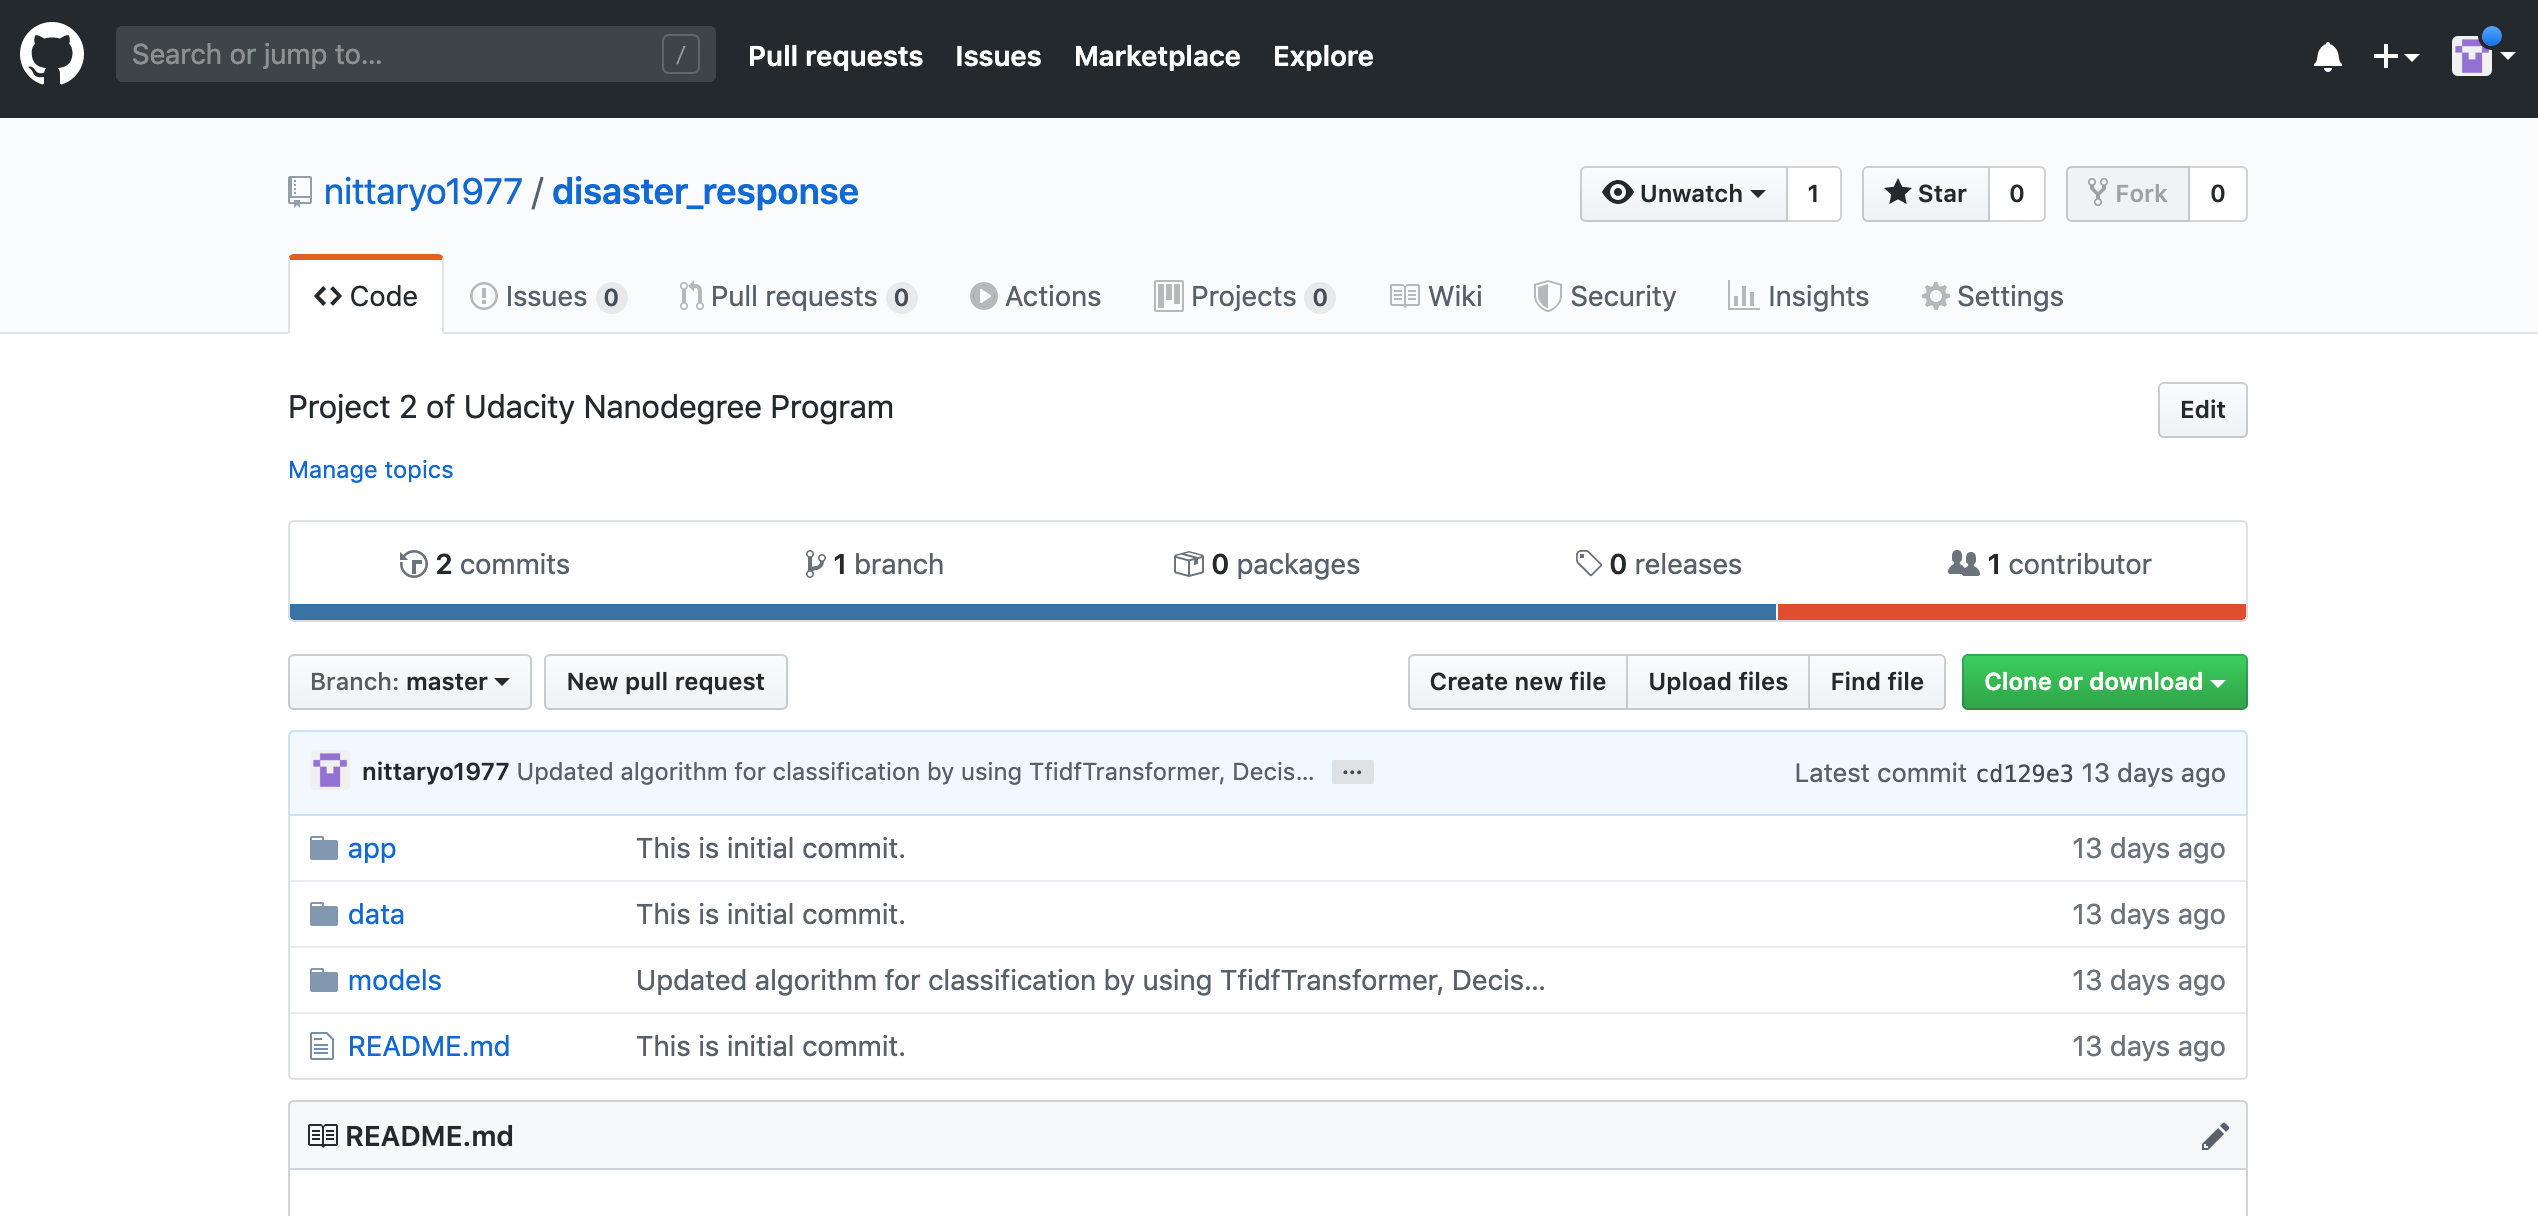 Search or jump to... /
Pull requests Issues Marketplace Explore
nittaryo1977 / disaster_response
Unwatch 1 Star 0 Fork 0
Code Issues 0 Pull requests 0 Actions Projects 0 Wiki Security Insights Settings
Project 2 of Udacity Nanodegree Program
Edit
Manage topics
2 commits 1 branch 0 packages 0 releases 1 contributor
Branch: master New pull request Create new file Upload files Find file Clone or download
nittaryo1977 Updated algorithm for classification by using TfidfTransformer, Decis... ... Latest commit cd129e3 13 days ago
app This is initial commit. 13 days ago
data This is initial commit. 13 days ago
models Updated algorithm for classification by using TfidfTransformer, Decis... 13 days ago
README.md This is initial commit. 13 days ago
README.md